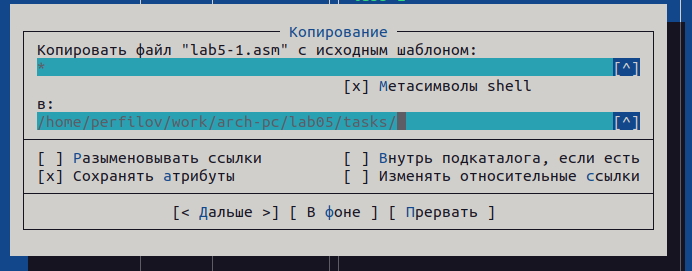 Копирование
Копировать файл "lab5-1.asm" с исходным шаблоном:
* [^]
[x] Метасимволы shell
в:
/home/perfilov/work/arch-pc/lab05/tasks/ [^]
[ ] Разыменовывать ссылки [ ] Внутрь подкаталога, если есть
[x] Сохранять атрибуты [ ] Изменять относительные ссылки
[< Дальше >] [ В фоне ] [ Прервать ]